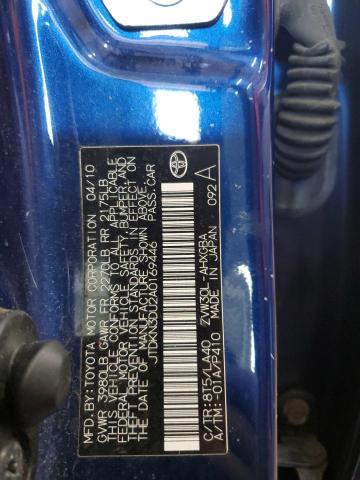 MFD.BY: TOYOTA MOTOR CORPORATION 04/10
GVWR 3980LB GAWR FR 2270LB RR 2175LB
THIS VEHICLE CONFORMS TO ALL APPLICABLE
FEDERAL MOTOR VEHICLE SAFETY, BUMPER, AND
THEFT PREVENTION STANDARDS IN EFFECT ON
THE DATE OF MANUFACTURE SHOWN ABOVE.
JTDKN3DU2A0169446 PASS.CAR
C/TR: 8T5/LA40 ZVW30L-AHXGBA
A/TM: 01A/P410 MADE IN JAPAN 092 A